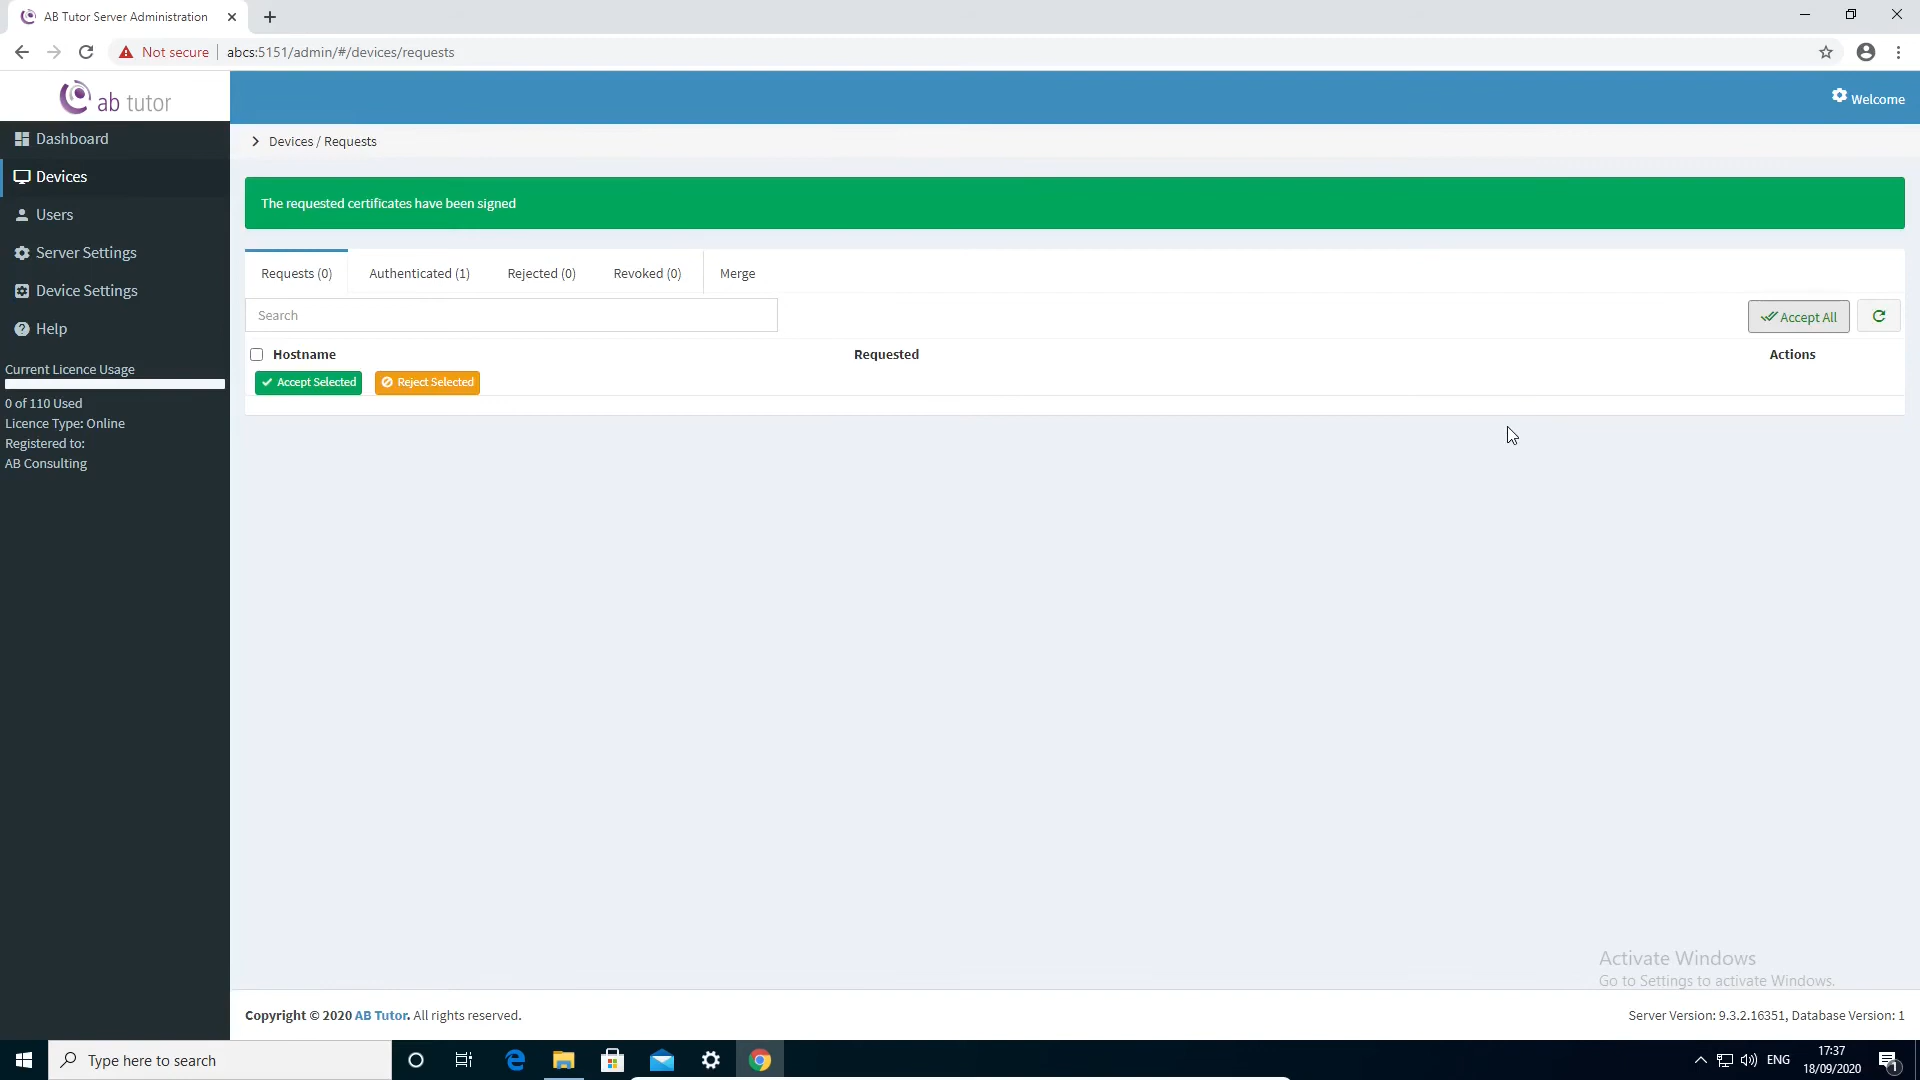 AB Tutor Server Administration
Not secure
abcs:5151/admin/#/devices/requests
ab tutor
Welcome
Dashboard
Devices
Users
Server Settings
Device Settings
Help
Current Licence Usage
0 of 110 Used
Licence Type: Online
Registered to:
AB Consulting
Devices / Requests
The requested certificates have been signed
Requests (0)
Authenticated (1)
Rejected (0)
Revoked (0)
Merge
Search
Accept All
Hostname
Requested
Actions
Accept Selected
Reject Selected
Activate Windows
Go to Settings to activate Windows.
Copyright © 2020 AB Tutor. All rights reserved.
Server Version: 9.3.2.16351, Database Version: 1
Type here to search
ENG
17:37
18/09/2020
1